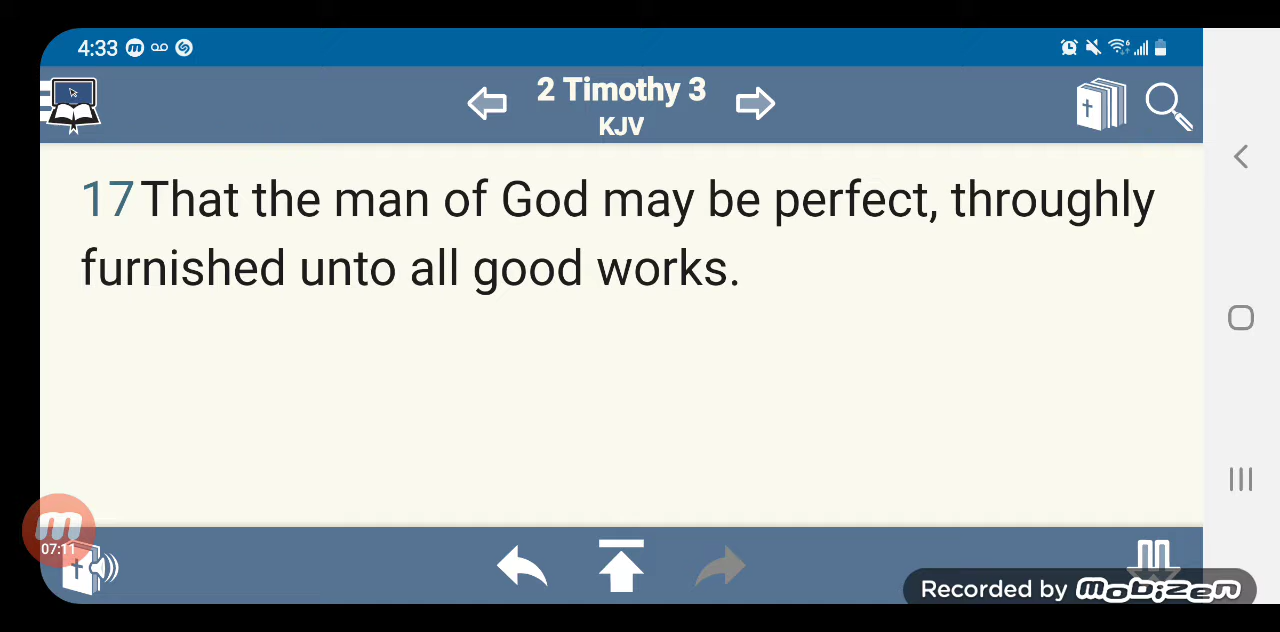 4:33
2 Timothy 3
KJV
17 That the man of God may be perfect, throughly
furnished unto all good works.
m
07:11
Recorded by mobizen